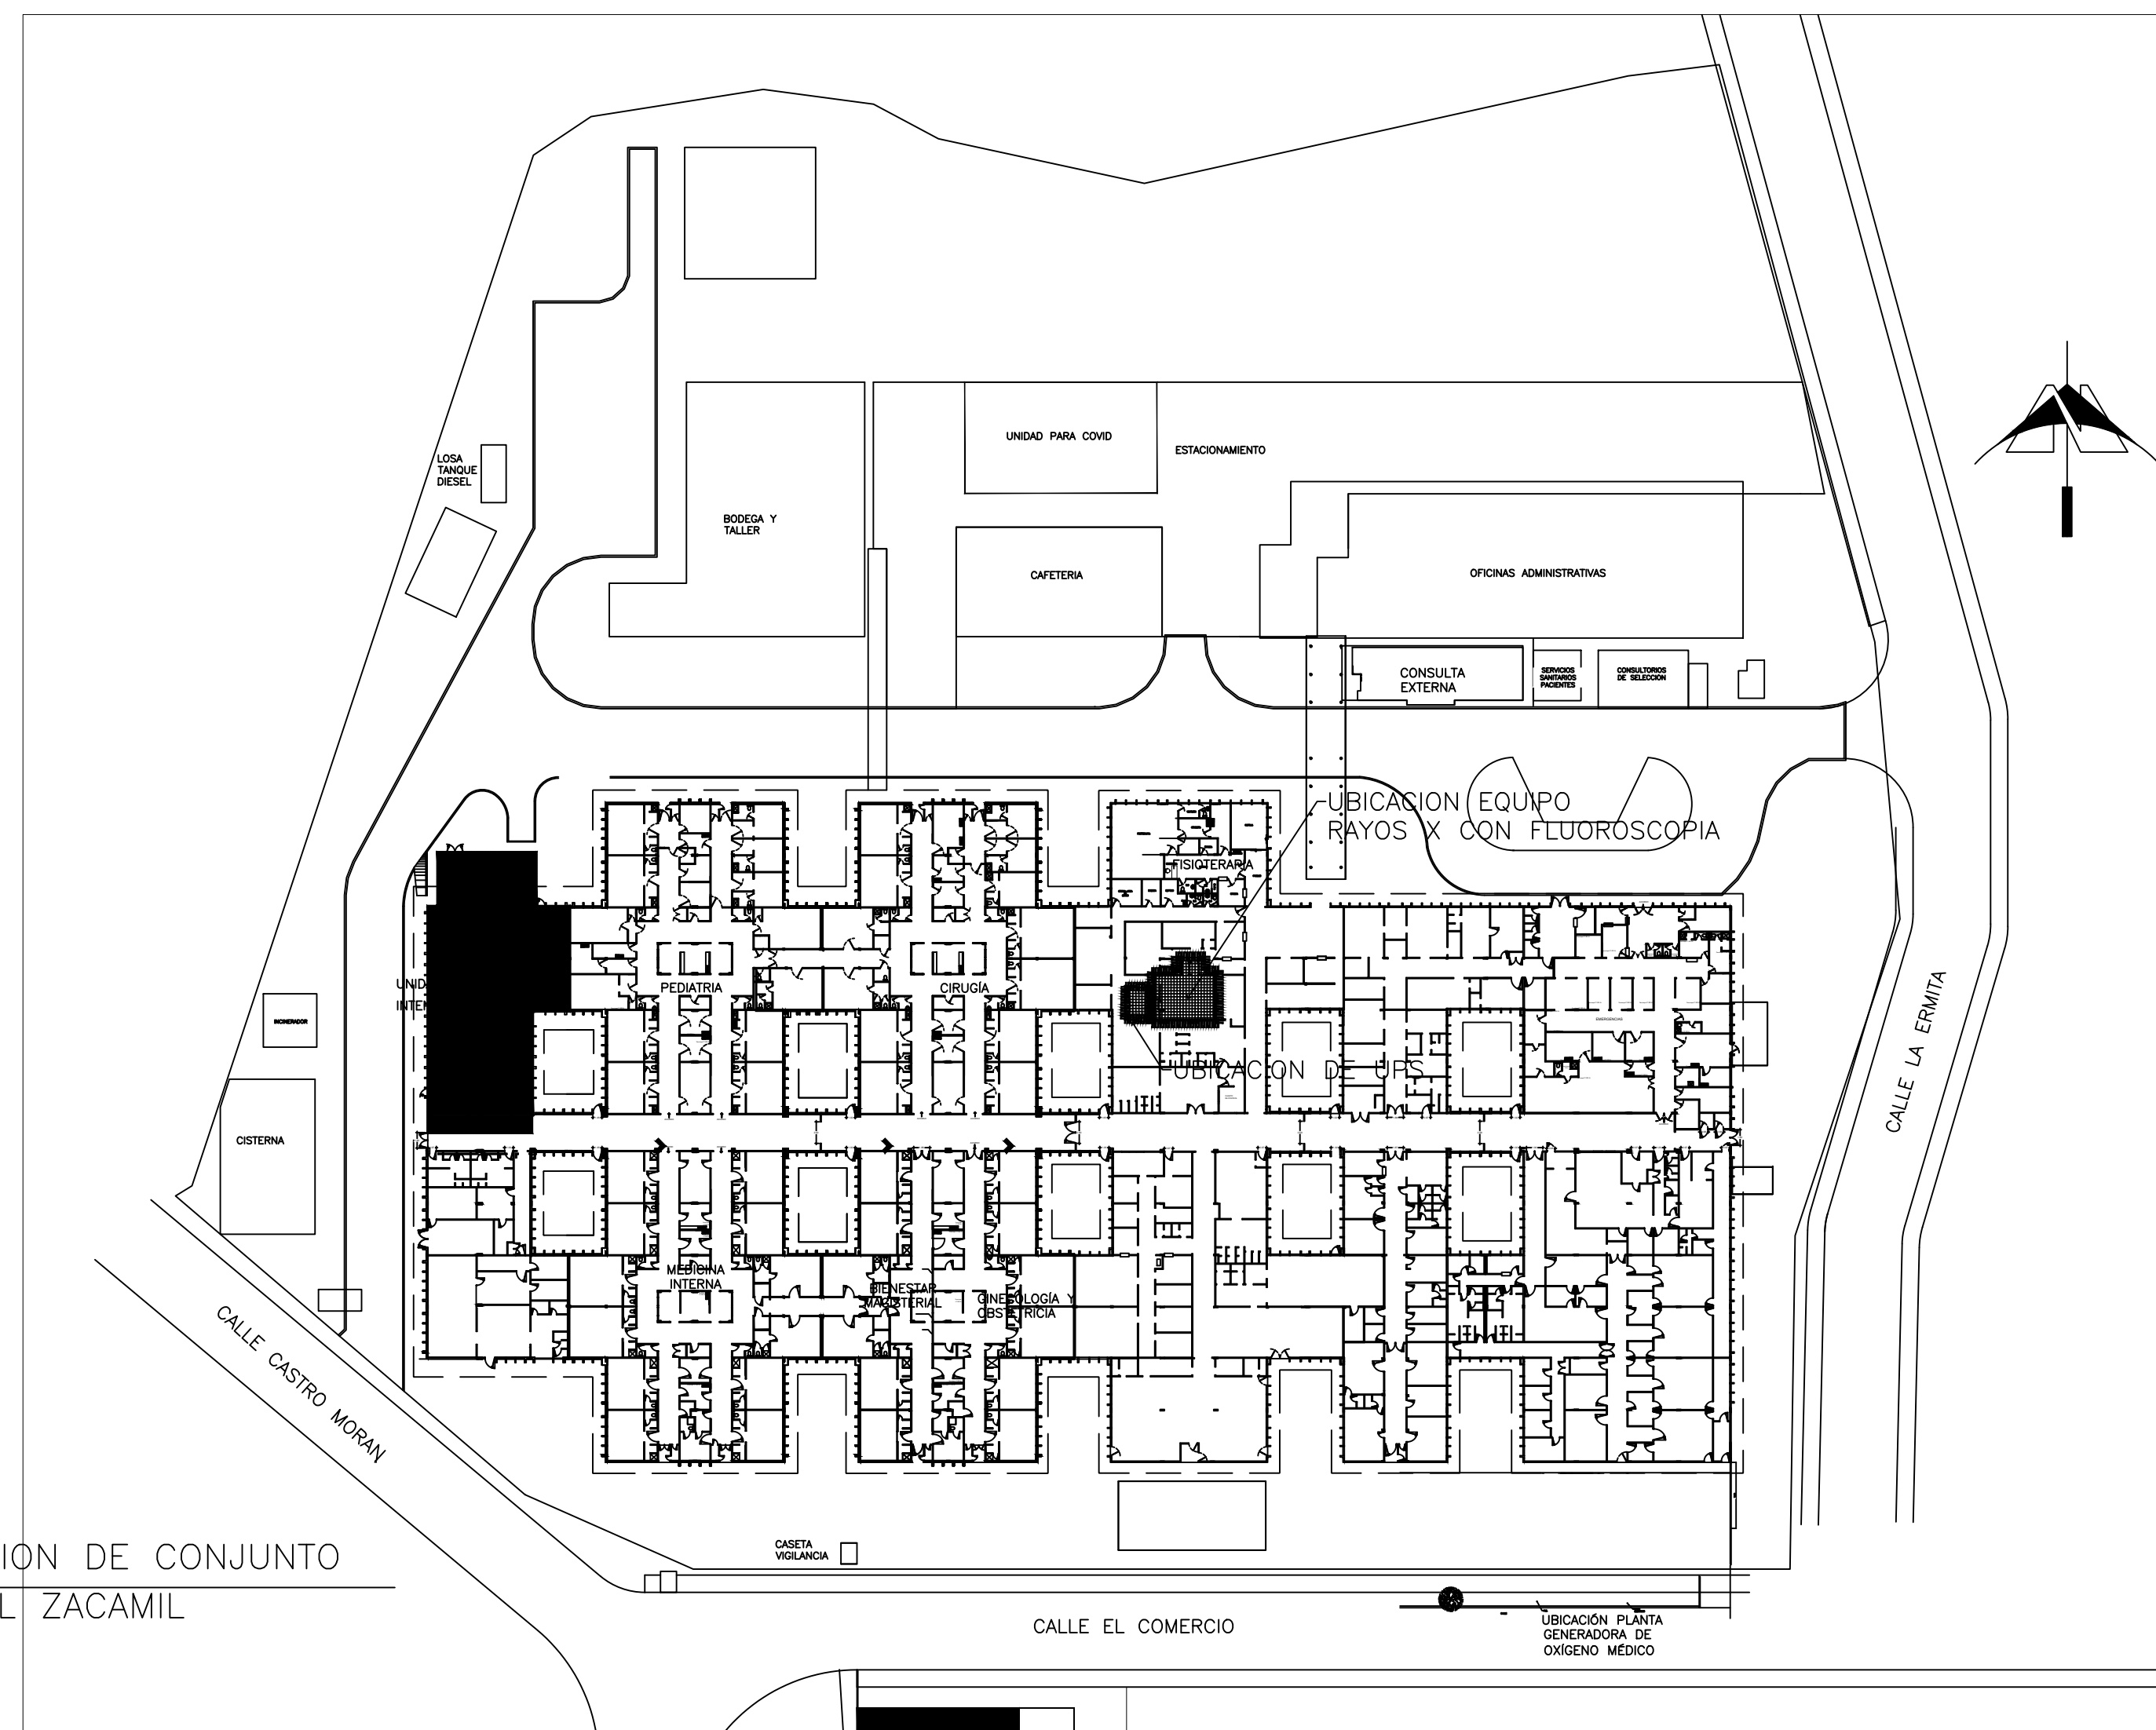 UNIDAD PARA COVID
ESTACIONAMIENTO
LOSA
TANQUE
DIESEL
BODEGA Y
TALLER
CAFETERIA
OFICINAS ADMINISTRATIVAS
CONSULTA
EXTERNA
SERVICIOS
SANITARIOS
PACIENTES
CONSULTORIOS
DE SELECCION
UBICACION EQUIPO
RAYOS X CON FLUOROSCOPIA
FISIOTERAPIA
UNID
INTE
PEDIATRIA
CIRUGÍA
INCINERADOR
EMERGENCIAS
UBICACION DE UPS
CALLE LA ERMITA
CISTERNA
MEDICINA
INTERNA
BIENESTAR
MAGISTERIAL
GINECOLOGÍA Y
OBSTETRICIA
CALLE CASTRO MORAN
CASETA
VIGILANCIA
ION DE CONJUNTO
L ZACAMIL
CALLE EL COMERCIO
UBICACIÓN PLANTA
GENERADORA DE
OXÍGENO MÉDICO